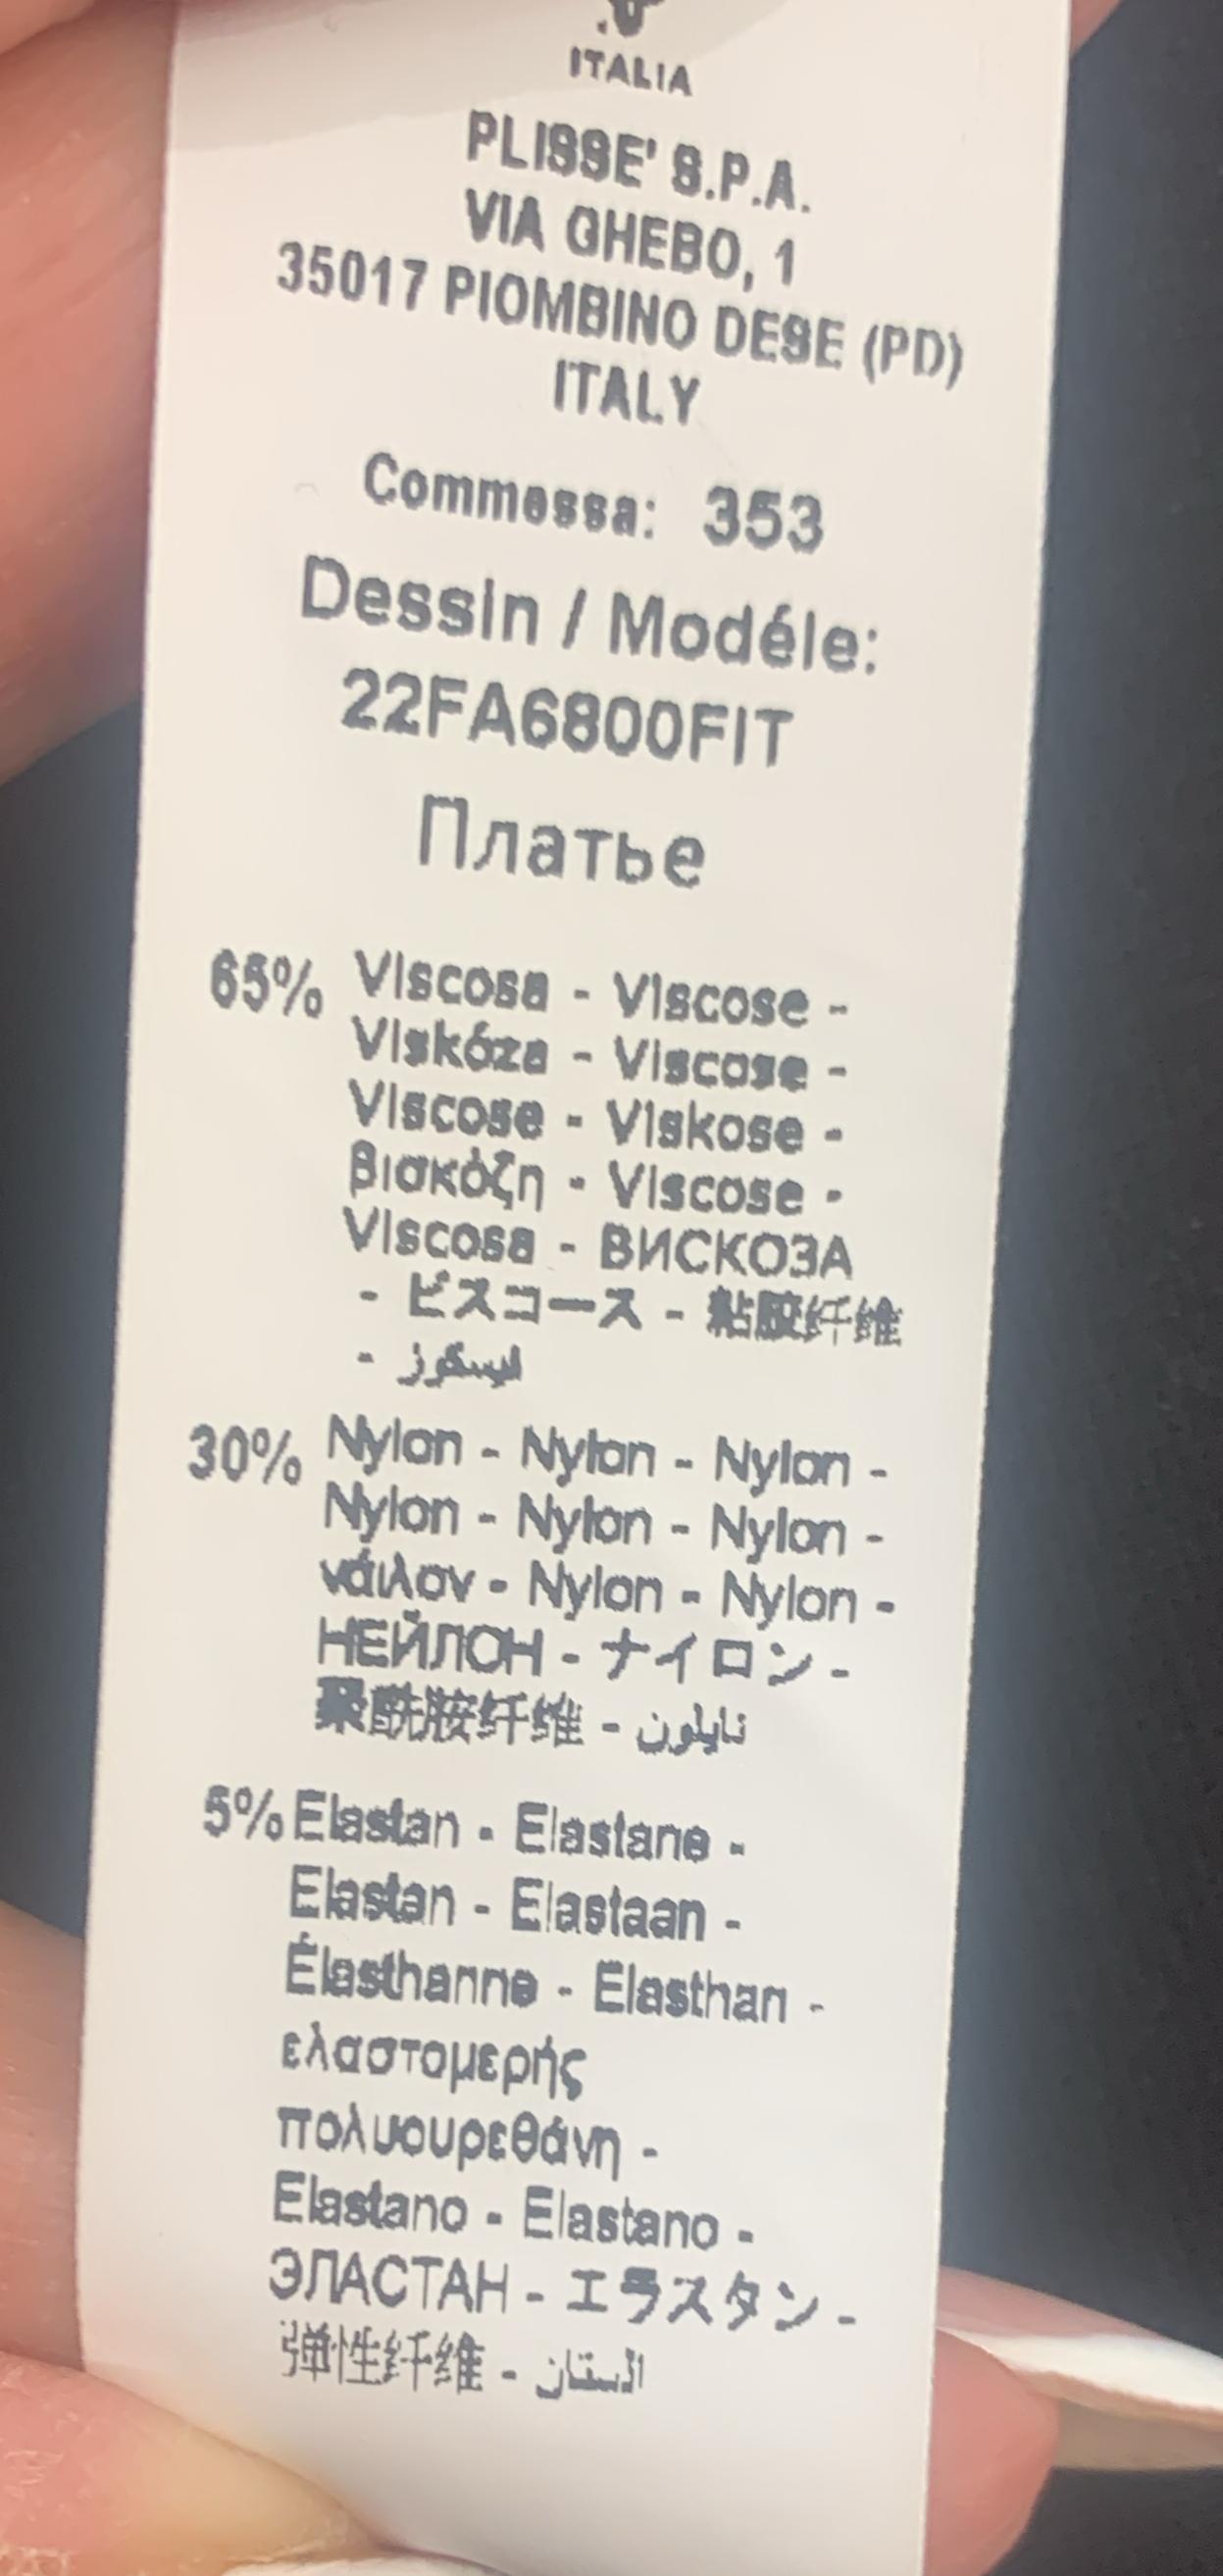 ITALIA
PLISSE' S.P.A.
VIA GHEBO, 1
35017 PIOMBINO DESE (PD)
ITALY
Commessa: 353
Dessin / Modéle:
22FA6800FIT
Платье
65% Viscosa - Viscose -
Viskóza - Viscose -
Viscose - Viskose -
βισκόζη - Viscose -
Viscosa - ВИСКОЗА
- ビスコース - 粘胶纤维
-
30% Nylon - Nylon - Nylon -
Nylon - Nylon - Nylon -
νάιλον - Nylon - Nylon -
НЕЙЛОН - ナイロン -
聚酰胺纤维 - نايلون
5% Elastan - Elastane -
Elastan - Elastaan -
Élasthanne - Elasthan -
ελαστομερής
πολυουρεθάνη -
Elastano - Elastano -
ЭЛАСТАН - エラスタン -
弹性纤维 -